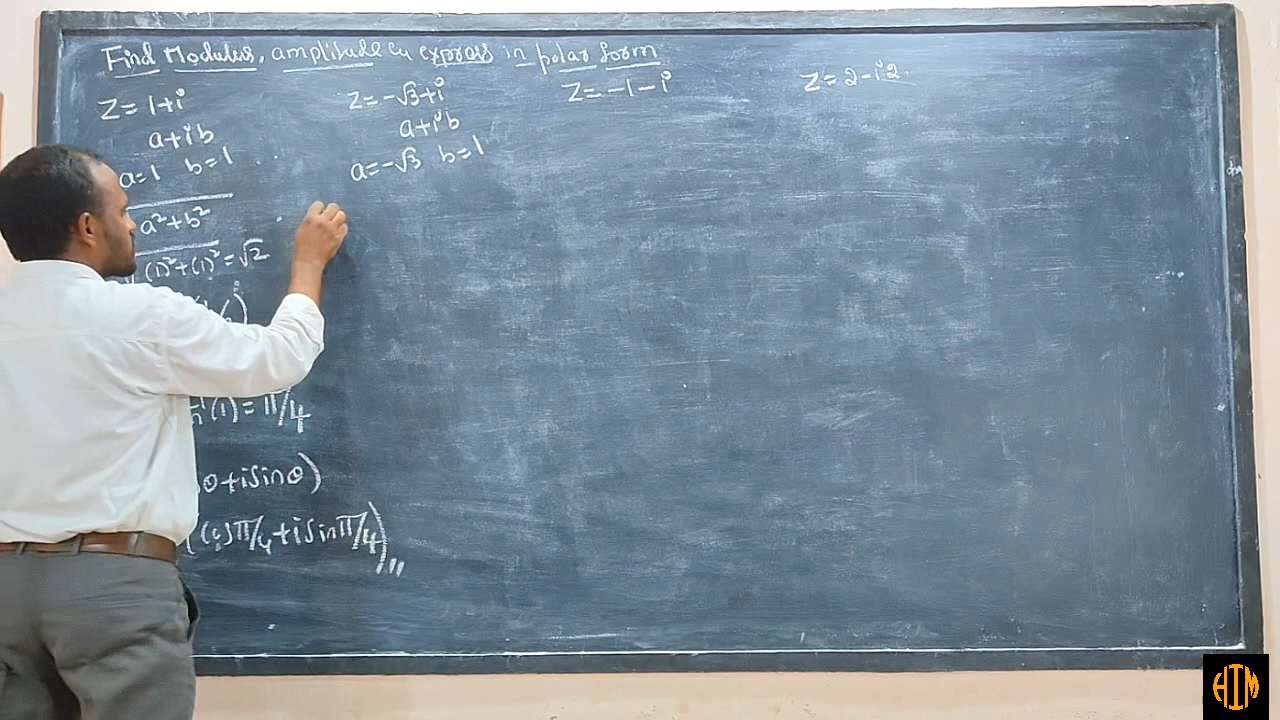 Find Modulus, amplitude & express in polar form
z = 1+i
a+ib
a=1 b=1
a²+b²
(1)²+(1)² = √2
(1) = π/4
θ+isinθ)
(cosπ/4+isinπ/4)
z = -√3+i
a+ib
a=-√3 b=1
z = -1-i
z = 2-i2.
HIM